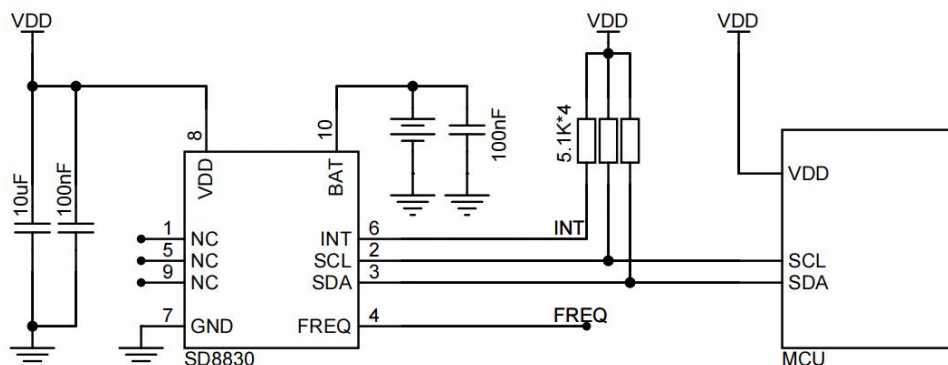 VDD
VDD
VDD
10uF
100nF
8
VDD
10
BAT
100nF
5.1K*4
VDD
1
NC
INT
6
INT
5
NC
SCL
2
SCL
9
NC
SDA
3
SDA
7
GND
FREQ
4
FREQ
SD8830
MCU